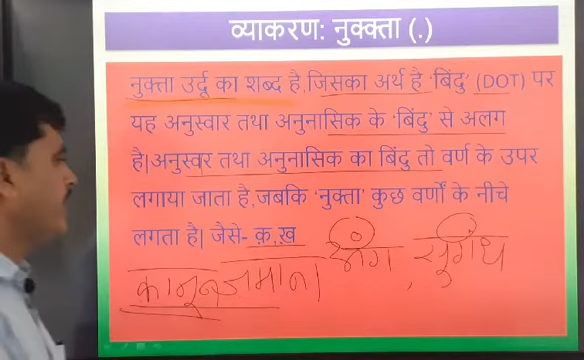 व्याकरण: नुक्क्ता (.)
नुक्ता उर्दू का शब्द है,जिसका अर्थ है 'बिंदु' (DOT) पर
यह अनुस्वार तथा अनुनासिक के 'बिंदु' से अलग
है|अनुस्वर तथा अनुनासिक का बिंदु तो वर्ण के उपर
लगाया जाता है,जबकि 'नुक्ता' कुछ वर्णों के नीचे
लगता है| जैसे- क़,ख़
अंग सुगंध
कानून जमाना